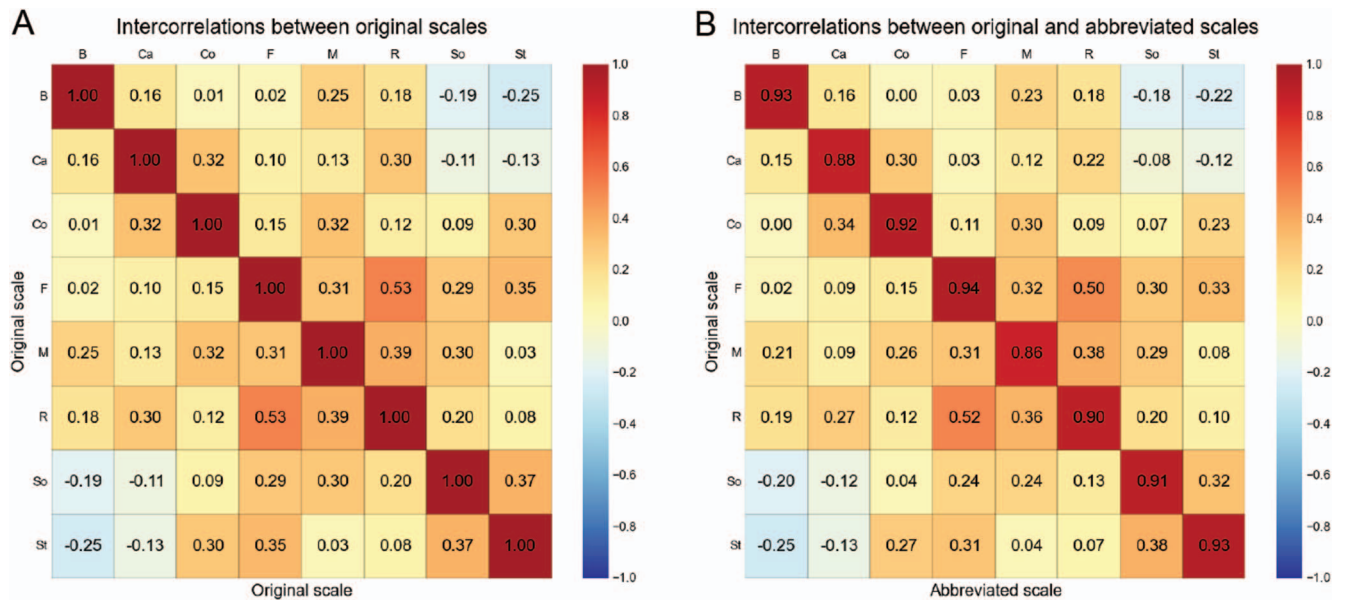 A Intercorrelations between original scales
B Ca Co F M R So St
B 1.00 0.16 0.01 0.02 0.25 0.18 -0.19 -0.25
Ca 0.16 1.00 0.32 0.10 0.13 0.30 -0.11 -0.13
Co 0.01 0.32 1.00 0.15 0.32 0.12 0.09 0.30
F 0.02 0.10 0.15 1.00 0.31 0.53 0.29 0.35
M 0.25 0.13 0.32 0.31 1.00 0.39 0.30 0.03
R 0.18 0.30 0.12 0.53 0.39 1.00 0.20 0.08
So -0.19 -0.11 0.09 0.29 0.30 0.20 1.00 0.37
St -0.25 -0.13 0.30 0.35 0.03 0.08 0.37 1.00
Original scale
Original scale
1.0
0.8
0.6
0.4
0.2
0.0
-0.2
-0.4
-0.6
-0.8
-1.0
B Intercorrelations between original and abbreviated scales
B Ca Co F M R So St
B 0.93 0.16 0.00 0.03 0.23 0.18 -0.18 -0.22
Ca 0.15 0.88 0.30 0.03 0.12 0.22 -0.08 -0.12
Co 0.00 0.34 0.92 0.11 0.30 0.09 0.07 0.23
F 0.02 0.09 0.15 0.94 0.32 0.50 0.30 0.33
M 0.21 0.09 0.26 0.31 0.86 0.38 0.29 0.08
R 0.19 0.27 0.12 0.52 0.36 0.90 0.20 0.10
So -0.20 -0.12 0.04 0.24 0.24 0.13 0.91 0.32
St -0.25 -0.13 0.27 0.31 0.04 0.07 0.38 0.93
Original scale
Abbreviated scale
1.0
0.8
0.6
0.4
0.2
0.0
-0.2
-0.4
-0.6
-0.8
-1.0